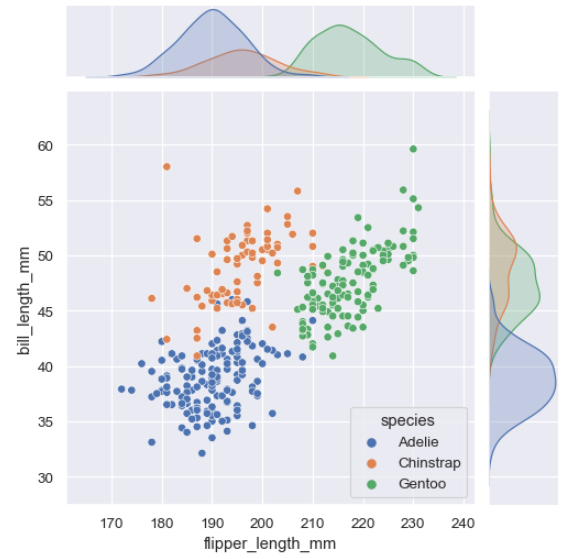 60
55
50
45
40
35
30
bill_length_mm
species
Adelie
Chinstrap
Gentoo
170 180 190 200 210 220 230 240
flipper_length_mm